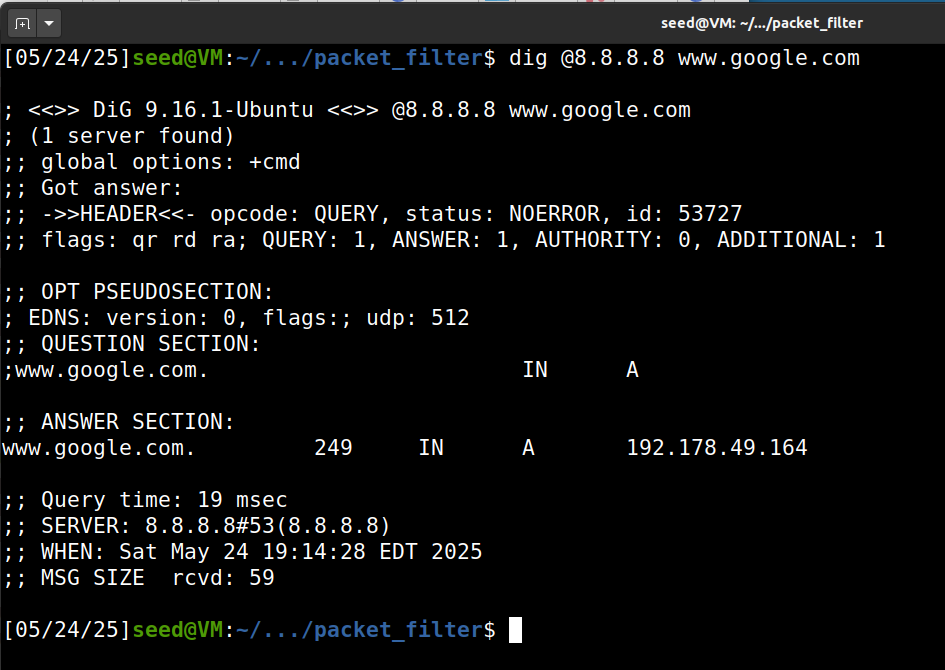 seed@VM: ~/.../packet_filter
[05/24/25]seed@VM:~/.../packet_filter$ dig @8.8.8.8 www.google.com
; <<>> DiG 9.16.1-Ubuntu <<>> @8.8.8.8 www.google.com
; (1 server found)
;; global options: +cmd
;; Got answer:
;; ->>HEADER<<- opcode: QUERY, status: NOERROR, id: 53727
;; flags: qr rd ra; QUERY: 1, ANSWER: 1, AUTHORITY: 0, ADDITIONAL: 1
;; OPT PSEUDOSECTION:
; EDNS: version: 0, flags:; udp: 512
;; QUESTION SECTION:
;www.google.com.			IN	A
;; ANSWER SECTION:
www.google.com.		249	IN	A	192.178.49.164
;; Query time: 19 msec
;; SERVER: 8.8.8.8#53(8.8.8.8)
;; WHEN: Sat May 24 19:14:28 EDT 2025
;; MSG SIZE  rcvd: 59
[05/24/25]seed@VM:~/.../packet_filter$